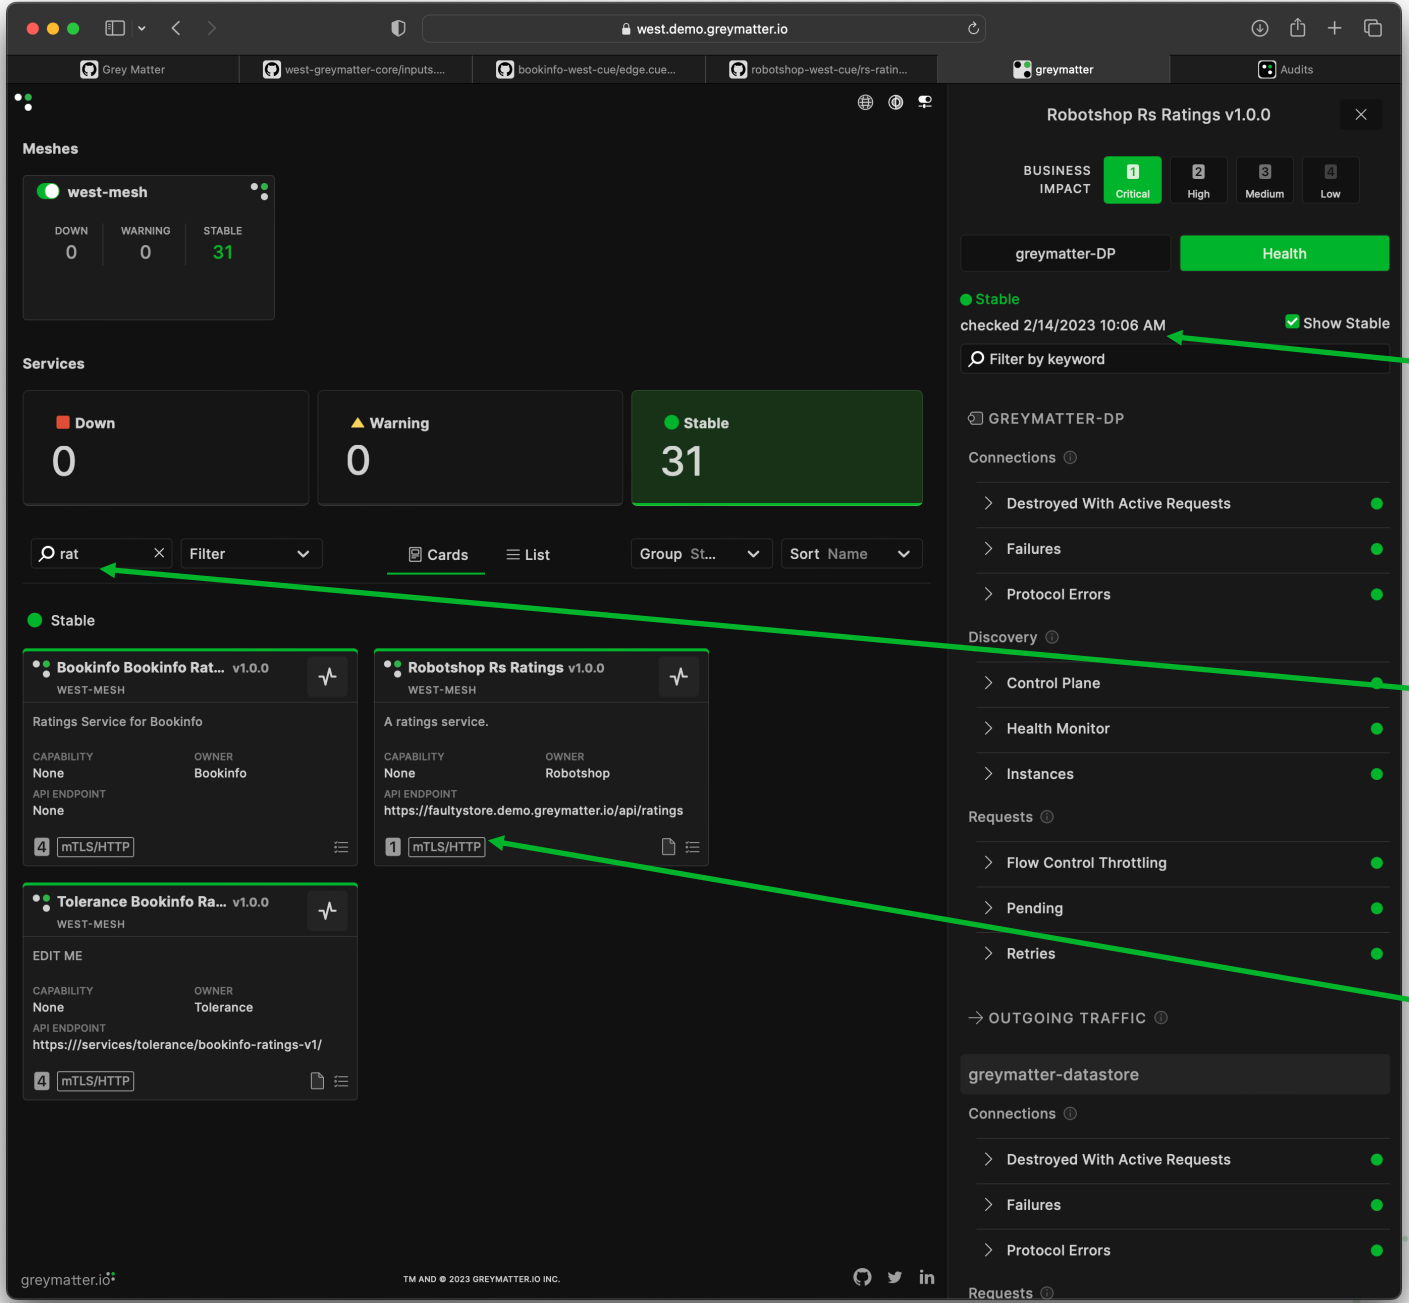 west.demo.greymatter.io
Grey Matter
west-greymatter-core/inputs....
bookinfo-west-cue/edge.cue...
robotshop-west-cue/rs-ratin...
greymatter
Audits
Meshes
west-mesh
DOWN WARNING STABLE
0 0 31
Services
Down Warning Stable
0 0 31
rat
Filter
Cards
List
Group St...
Sort Name
Stable
Bookinfo Bookinfo Rat... v1.0.0
WEST-MESH
Ratings Service for Bookinfo
CAPABILITY OWNER
None Bookinfo
API ENDPOINT
None
4 mTLS/HTTP
Robotshop Rs Ratings v1.0.0
WEST-MESH
A ratings service.
CAPABILITY OWNER
None Robotshop
API ENDPOINT
https://faultystore.demo.greymatter.io/api/ratings
1 mTLS/HTTP
Tolerance Bookinfo Ra... v1.0.0
WEST-MESH
EDIT ME
CAPABILITY OWNER
None Tolerance
API ENDPOINT
https:///services/tolerance/bookinfo-ratings-v1/
4 mTLS/HTTP
greymatter.io
TM AND © 2023 GREYMATTER.IO INC.
in
Robotshop Rs Ratings v1.0.0
BUSINESS
IMPACT
1 2 3 4
Critical High Medium Low
greymatter-DP Health
Stable
checked 2/14/2023 10:06 AM
Show Stable
Filter by keyword
GREYMATTER-DP
Connections
Destroyed With Active Requests
Failures
Protocol Errors
Discovery
Control Plane
Health Monitor
Instances
Requests
Flow Control Throttling
Pending
Retries
OUTGOING TRAFFIC
greymatter-datastore
Connections
Destroyed With Active Requests
Failures
Protocol Errors
Requests